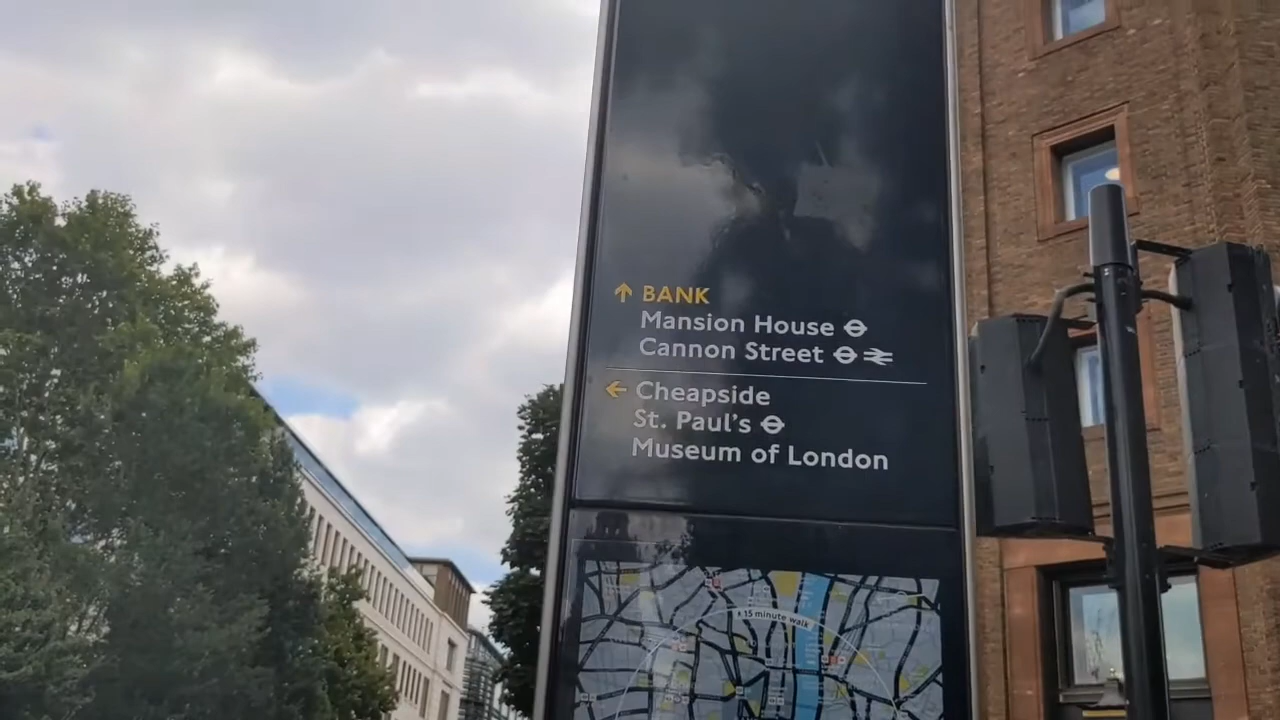 BANK
Mansion House
Cannon Street
Cheapside
St. Paul's
Museum of London
15 minute walk